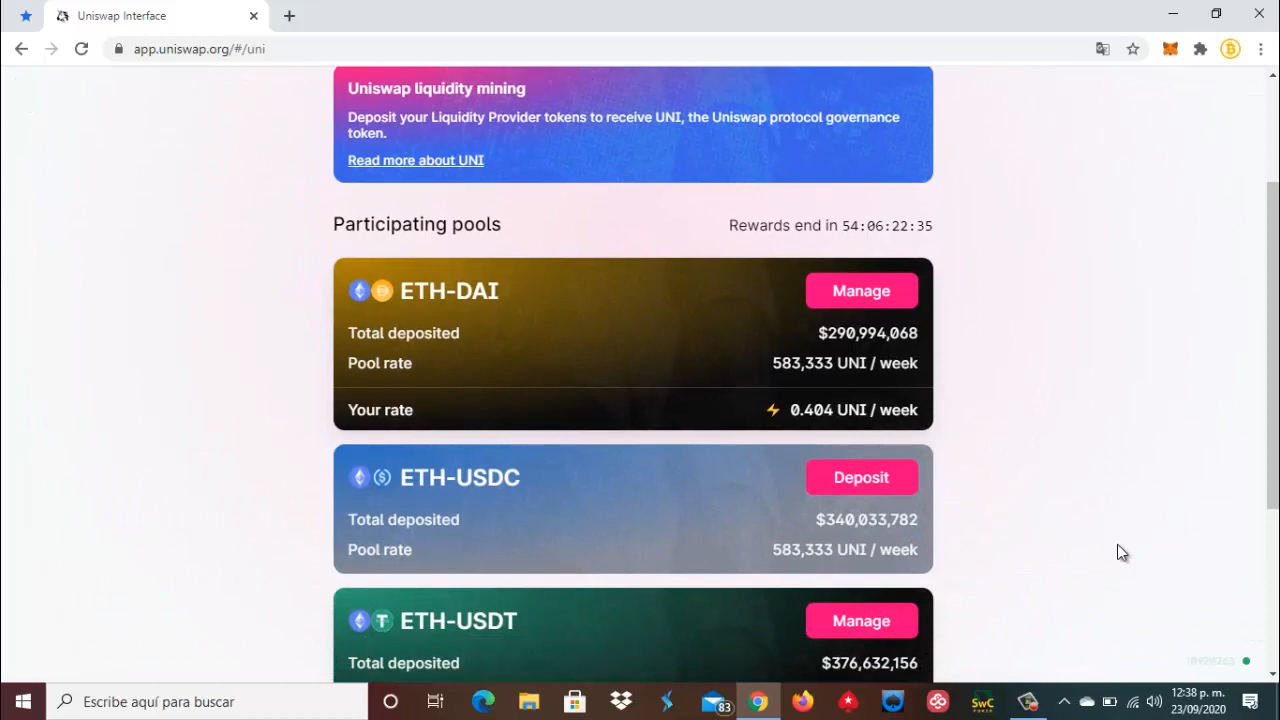 Uniswap Interface
app.uniswap.org/#/uni
Uniswap liquidity mining
Deposit your Liquidity Provider tokens to receive UNI, the Uniswap protocol governance
token.
Read more about UNI
Participating pools
Rewards end in 54:06:22:35
ETH-DAI
Manage
Total deposited
$290,994,068
Pool rate
583,333 UNI / week
Your rate
0.404 UNI / week
ETH-USDC
Deposit
Total deposited
$340,033,782
Pool rate
583,333 UNI / week
ETH-USDT
Manage
Total deposited
$376,632,156
Escribe aquí para buscar
83
SwC
12:38 p. m.
23/09/2020